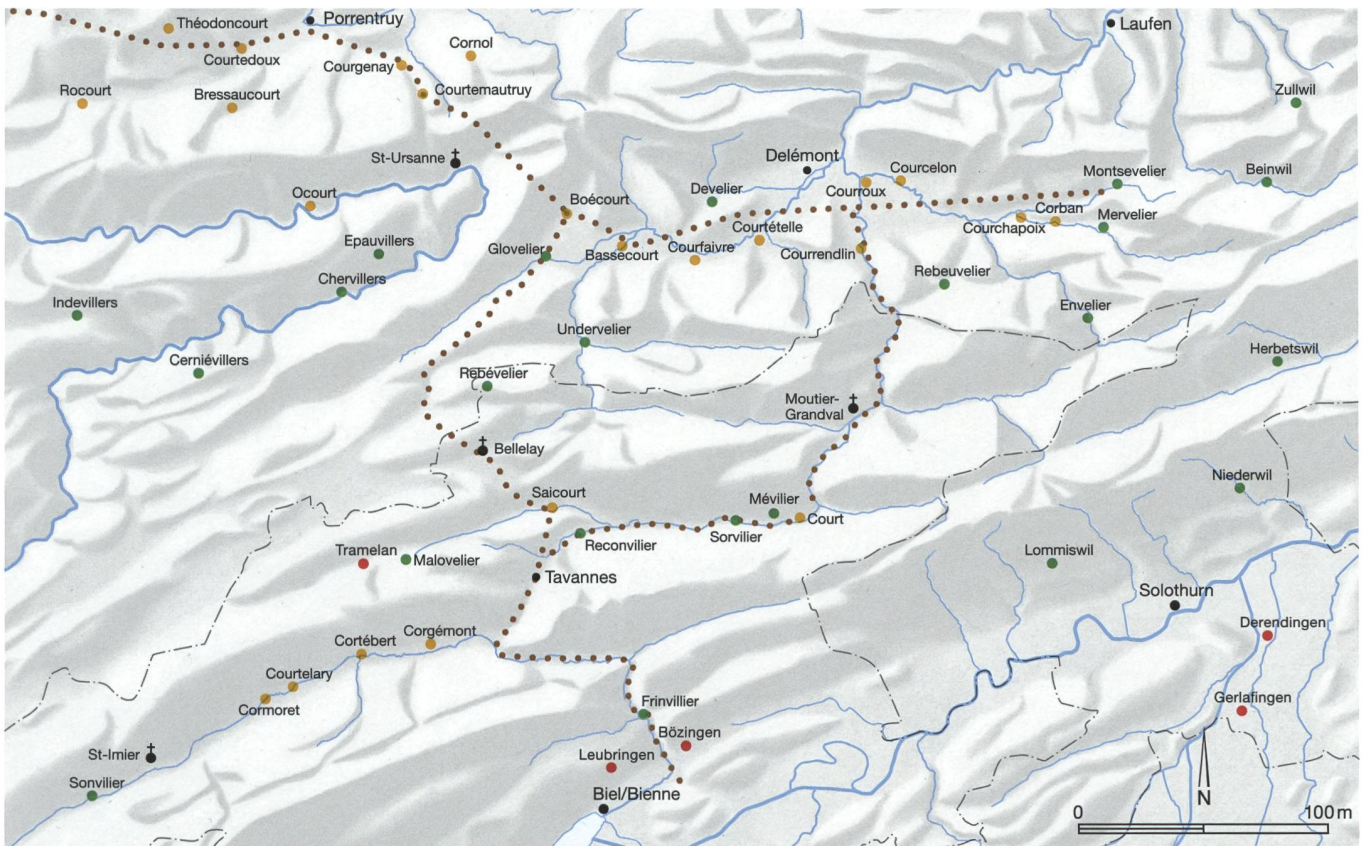 Théodoncourt
Porrentruy
Laufen
Courtedoux
Courgenay
Cornol
Rocourt
Bressaucourt
Courtemautruy
Zullwil
St-Ursanne
Delémont
Courcelon
Montsevelier
Beinwil
Ocourt
Boécourt
Develier
Courroux
Corban
Mervelier
Courchapoix
Epauvillers
Glovelier
Bassecourt
Courfaivre
Courtételle
Courrendlin
Rebeuvelier
Chervillers
Indevillers
Envelier
Undervelier
Cerniévillers
Herbetswil
Rebévelier
Moutier-
Grandval
Bellelay
Niederwil
Saicourt
Mévilier
Court
Reconvilier
Sorvilier
Tramelan
Malovelier
Lommiswil
Tavannes
Solothurn
Derendingen
Corgémont
Cortébert
Courtelary
Cormoret
Frinvillier
Gerlafingen
Bözingen
St-Imier
Leubringen
Sonvilier
Biel/Bienne
N
0
100 m